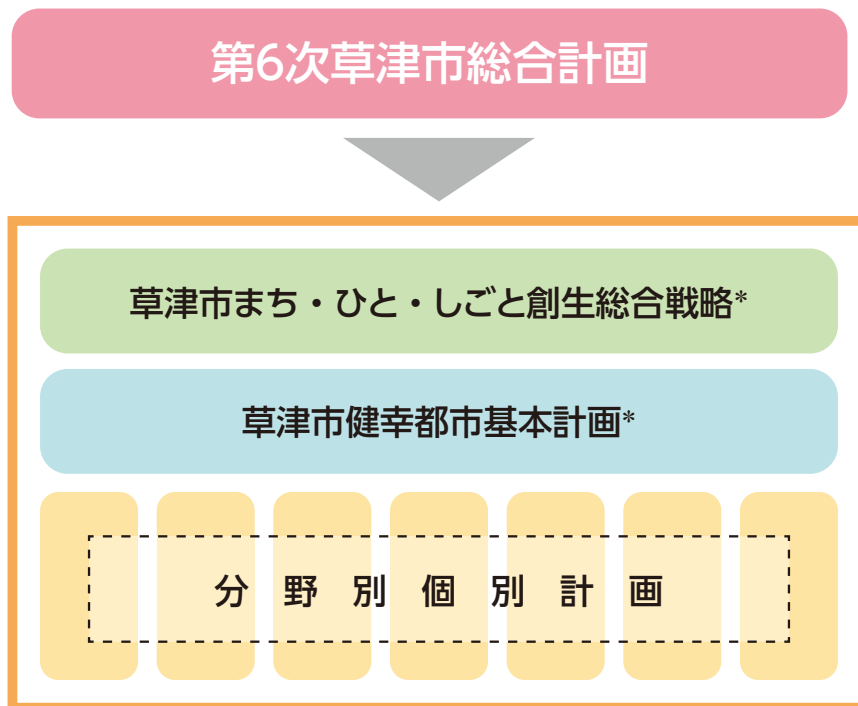 第6次草津市総合計画
草津市まち・ひと・しごと創生総合戦略*
草津市健幸都市基本計画*
分野別個別計画